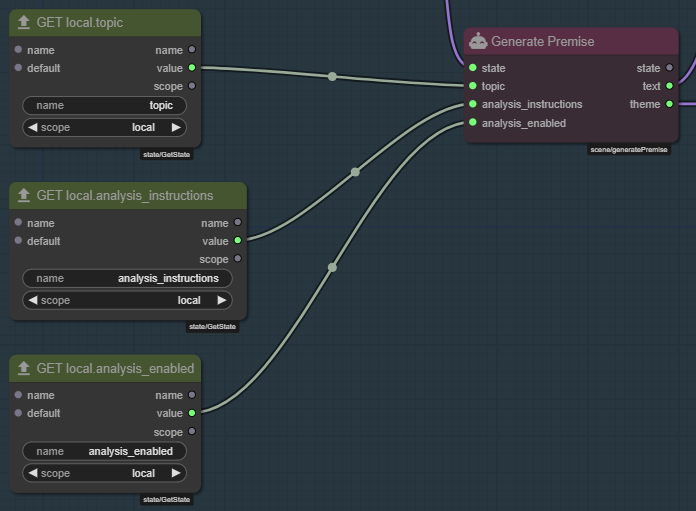 GET local.topic
name name
default value
scope
name topic
◀ scope local ▶
state/GetState
Generate Premise
state state
topic text
analysis_instructions theme
analysis_enabled
scene/generatePremise
GET local.analysis_instructions
name name
default value
scope
name analysis_instructions
◀ scope local ▶
state/GetState
GET local.analysis_enabled
name name
default value
scope
name analysis_enabled
◀ scope local ▶
state/GetState